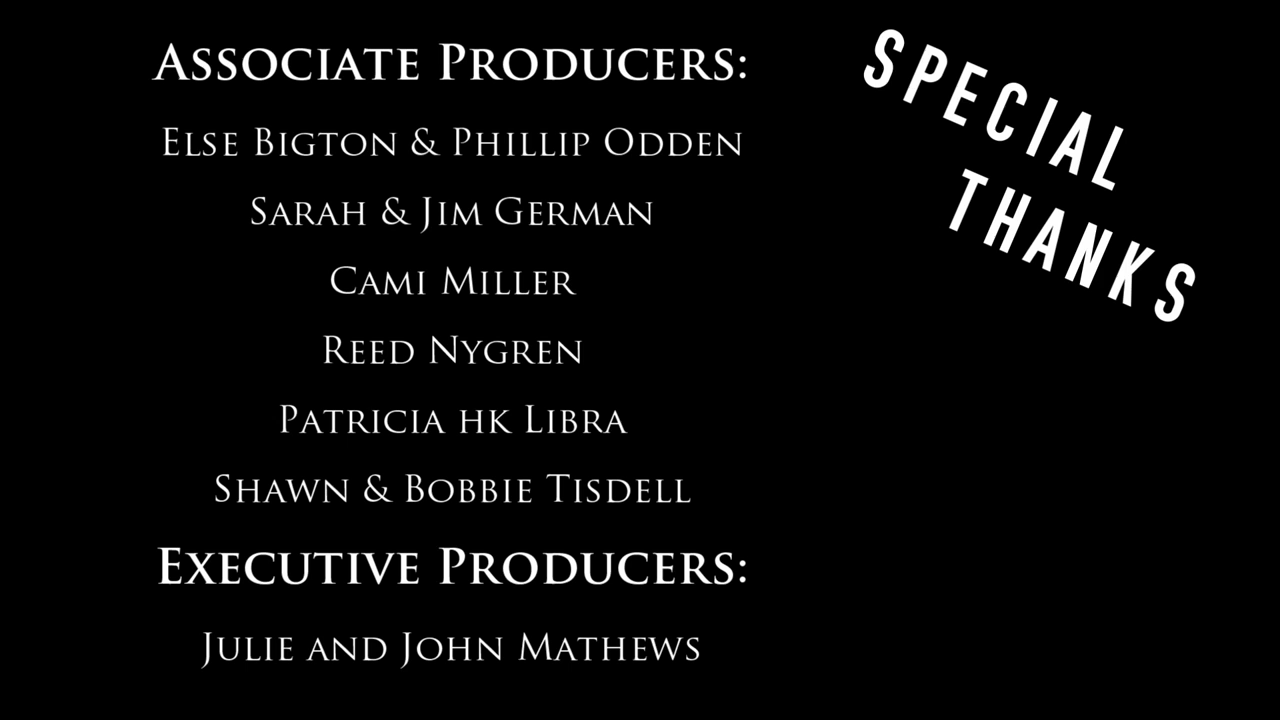 Associate Producers:
Else Bigton & Phillip Odden
Sarah & Jim German
Cami Miller
Reed Nygren
Patricia hk Libra
Shawn & Bobbie Tisdell
Executive Producers:
Julie and John Mathews
SPECIAL
THANKS